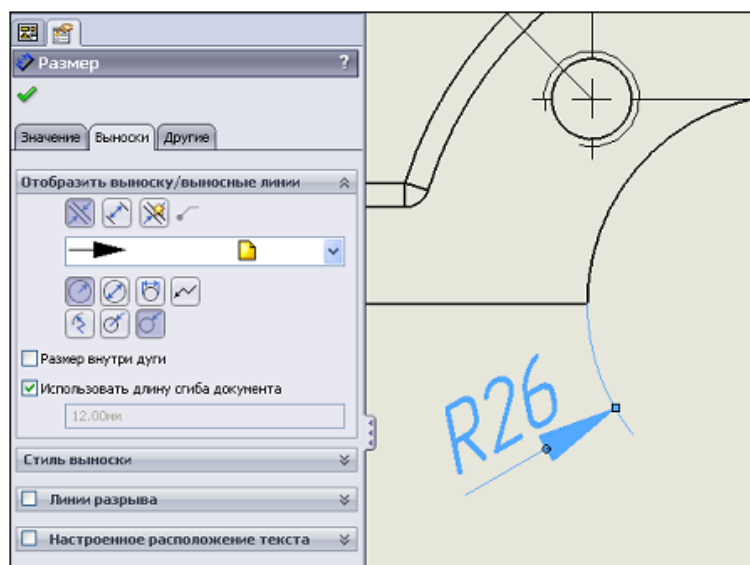 Размер ?
Значение Выноски Другие
Отобразить выноску/выносные линии
Размер внутри дуги
Использовать длину сгиба документа
12.00мм
Стиль выноски
Линии разрыва
Настроенное расположение текста
R26